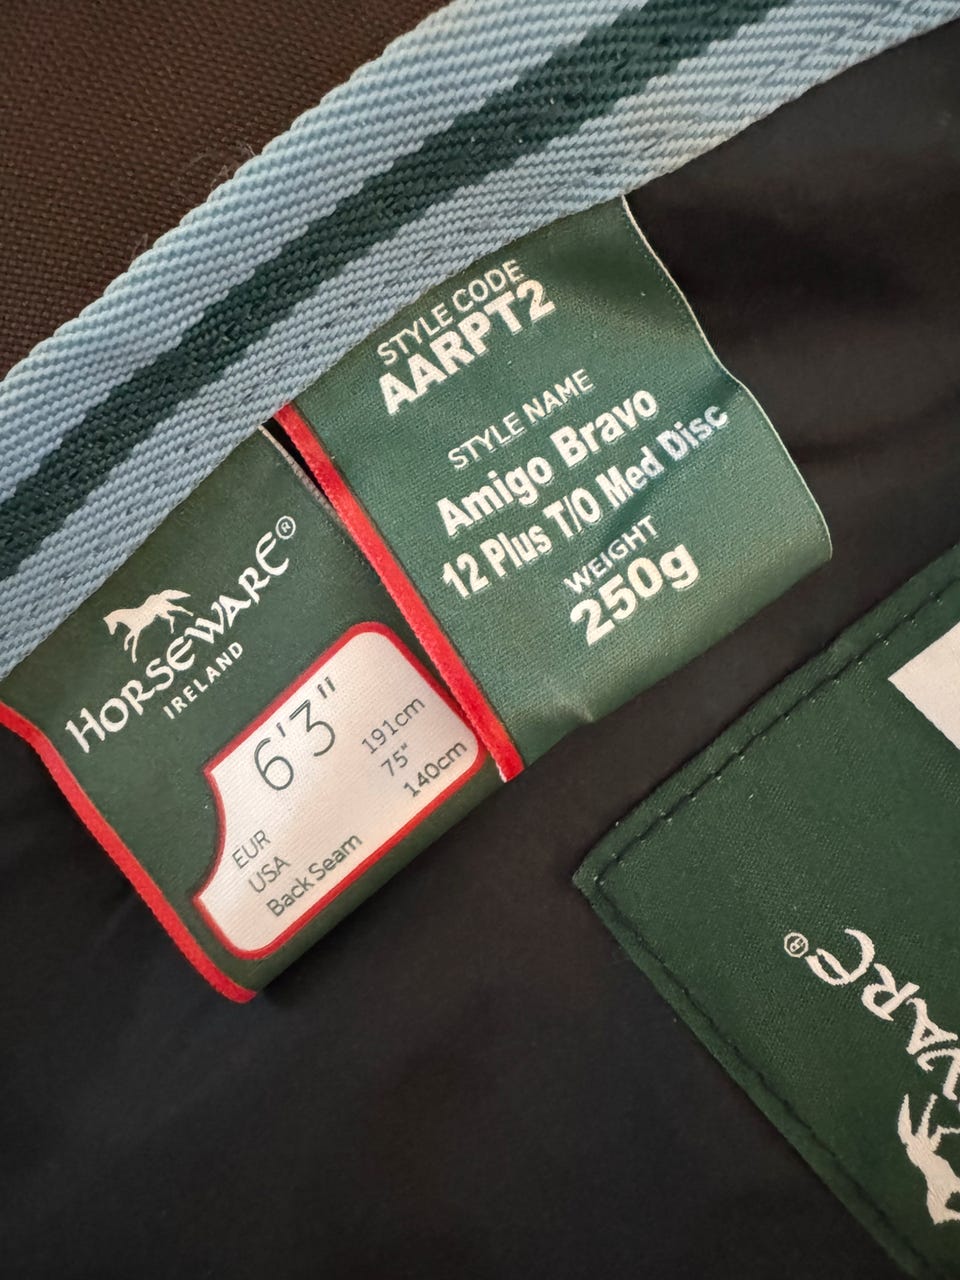 STYLE CODE
AARPT2
STYLE NAME
Amigo Bravo
12 Plus T/O Med Disc
WEIGHT
250g
HORSEWARE®
IRELAND
6'3"
EUR 191cm
USA 75"
Back Seam 140cm
WARE®